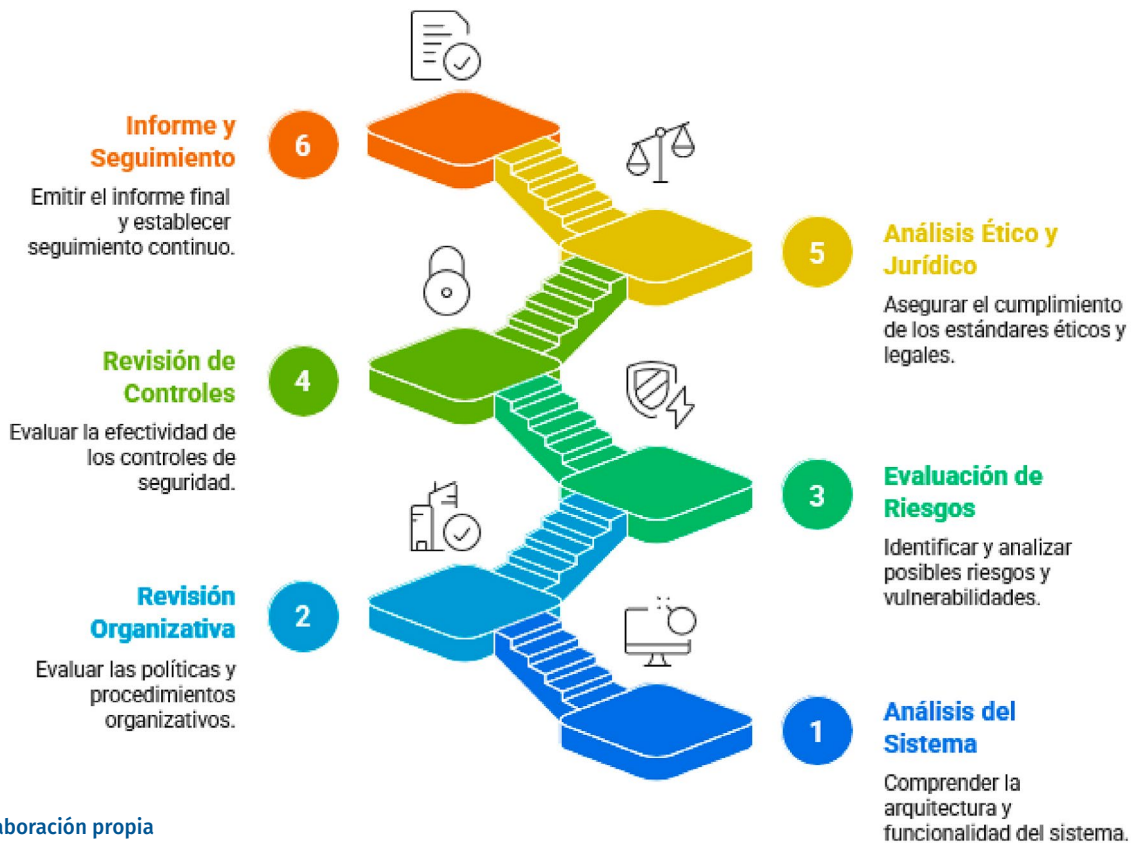 6
Informe y
Seguimiento
Emitir el informe final
y establecer
seguimiento continuo.
5
Análisis Ético y
Jurídico
Asegurar el cumplimiento
de los estándares éticos y
legales.
4
Revisión de
Controles
Evaluar la efectividad de
los controles de
seguridad.
3
Evaluación de
Riesgos
Identificar y analizar
posibles riesgos y
vulnerabilidades.
2
Revisión
Organizativa
Evaluar las políticas y
procedimientos
organizativos.
1
Análisis del
Sistema
Comprender la
arquitectura y
funcionalidad del sistema.
aboración propia